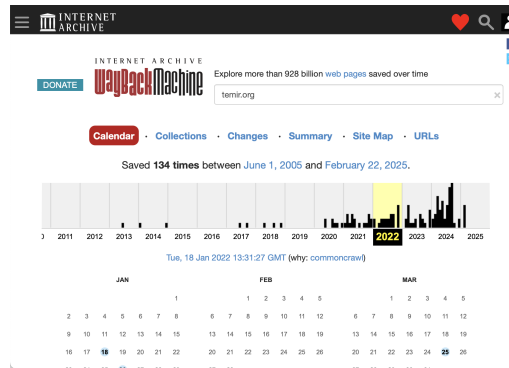 INTERNET
ARCHIVE
INTERNET ARCHIVE
WayBackMachine
DONATE
Explore more than 928 billion web pages saved over time
temir.org ×
Calendar · Collections · Changes · Summary · Site Map · URLs
Saved 134 times between June 1, 2005 and February 22, 2025.
2011 2012 2013 2014 2015 2016 2017 2018 2019 2020 2021 2022 2023 2024 2025
Tue, 18 Jan 2022 13:31:27 GMT (why: commoncrawl)
JAN FEB MAR
1 1 2 3 4 5 1 2 3 4 5
2 3 4 5 6 7 8 6 7 8 9 10 11 12 6 7 8 9 10 11 12
9 10 11 12 13 14 15 13 14 15 16 17 18 19 13 14 15 16 17 18 19
16 17 18 19 20 21 22 20 21 22 23 24 25 26 20 21 22 23 24 25 26